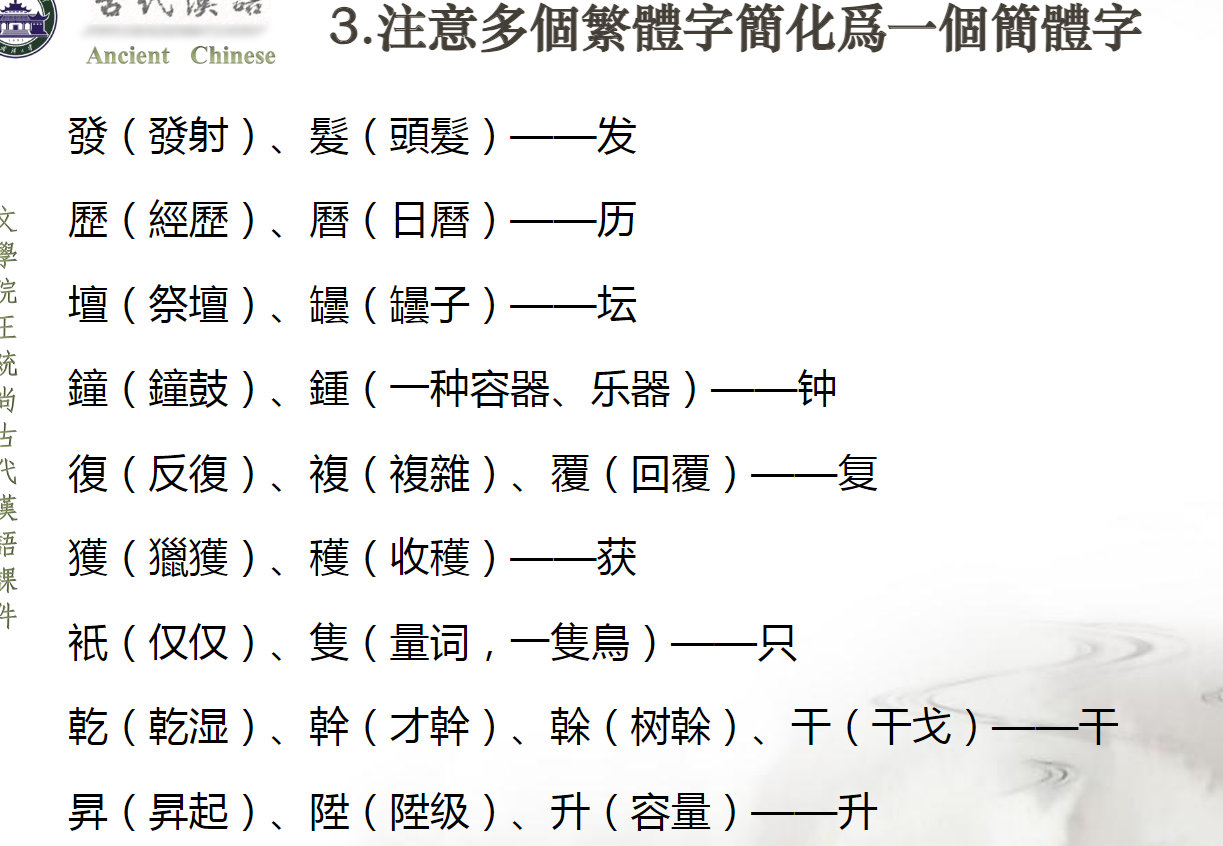 古代漢語
Ancient Chinese
3.注意多個繁體字簡化爲一個簡體字
發（發射）、髮（頭髮）——发
歷（經歷）、曆（日曆）——历
壇（祭壇）、罎（罎子）——坛
鐘（鐘鼓）、鍾（一种容器、乐器）——钟
復（反復）、複（複雜）、覆（回覆）——复
獲（獵獲）、穫（收穫）——获
衹（仅仅）、隻（量词，一隻鳥）——只
乾（乾湿）、幹（才幹）、榦（树榦）、干（干戈）——干
昇（昇起）、陞（陞级）、升（容量）——升
文學院王統尚古代漢語課件